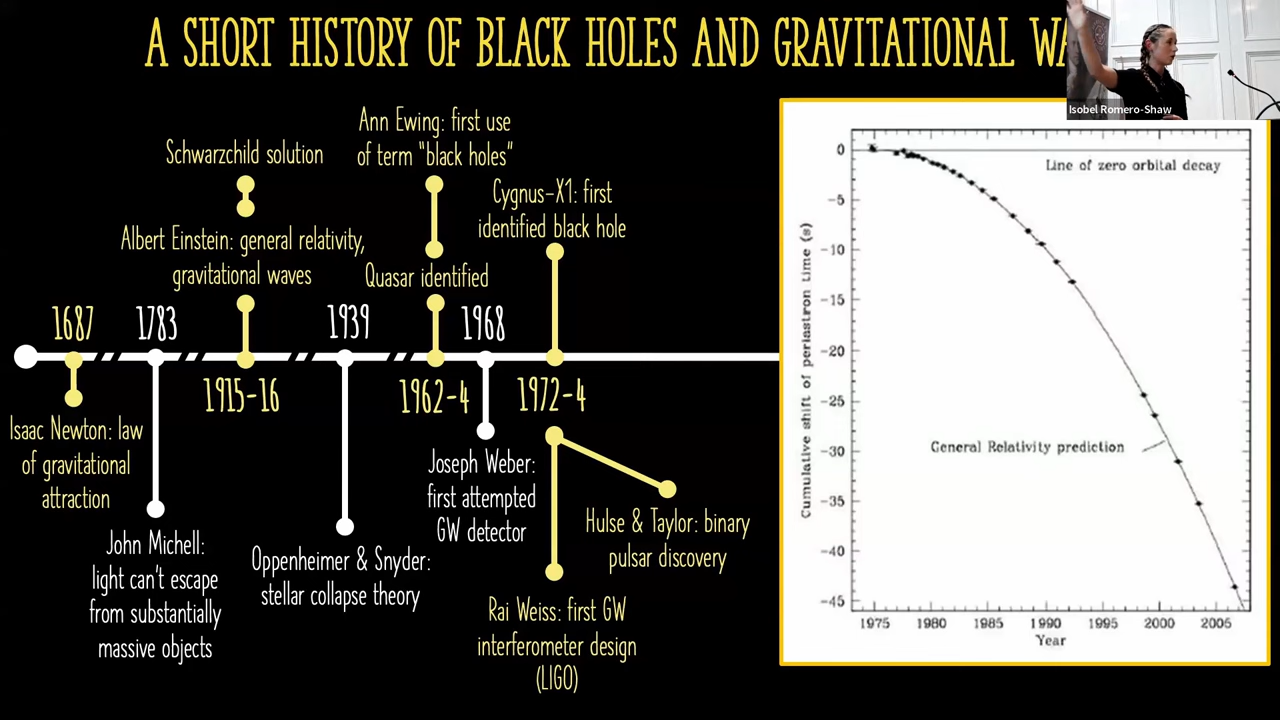 A SHORT HISTORY OF BLACK HOLES AND GRAVITATIONAL
Isobel Romero-Shaw
Schwarzchild solution
Albert Einstein: general relativity,
gravitational waves
Ann Ewing: first use
of term "black holes"
Quasar identified
Cygnus-X1: first
identified black hole
1687
1783
1915-16
1939
1962-4
1968
1972-4
Isaac Newton: law
of gravitational
attraction
John Michell:
light can't escape
from substantially
massive objects
Oppenheimer & Snyder:
stellar collapse theory
Joseph Weber:
first attempted
GW detector
Hulse & Taylor: binary
pulsar discovery
Rai Weiss: first GW
interferometer design
(LIGO)
Cumulative shift of periastron time (s)
0
-5
-10
-15
-20
-25
-30
-35
-40
-45
Line of zero orbital decay
General Relativity prediction
1975 1980 1985 1990 1995 2000 2005
Year